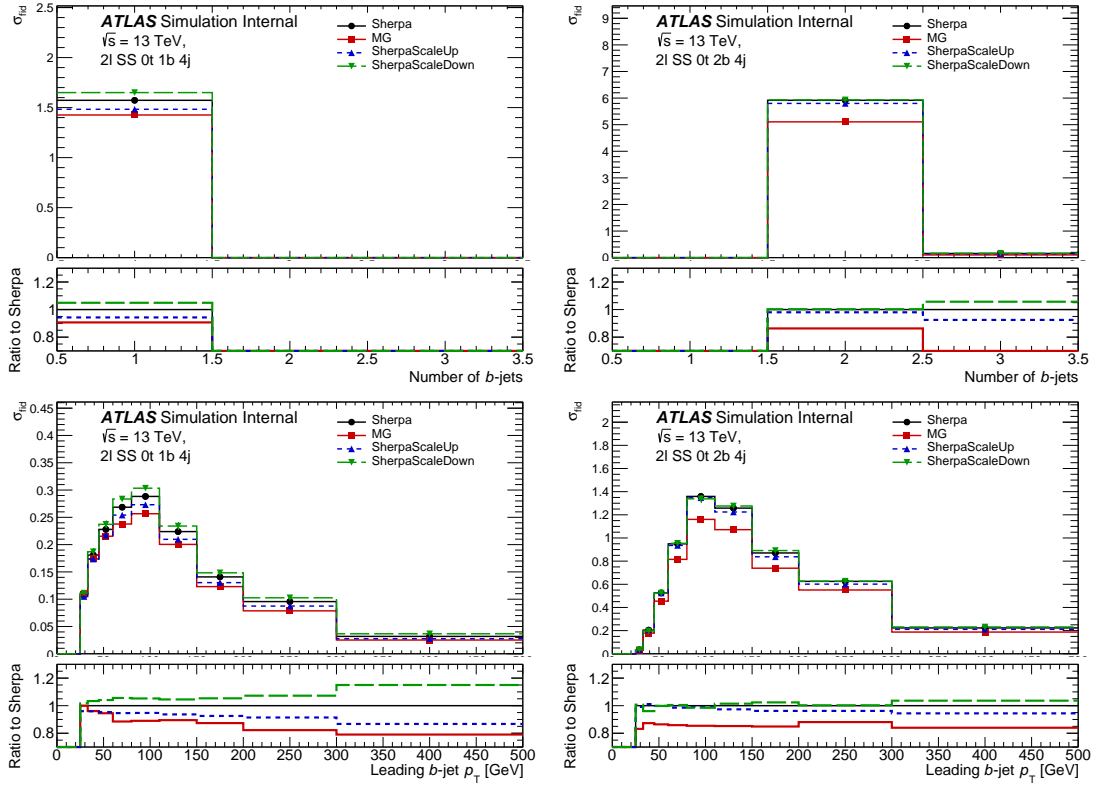 σfid
2.5
2
1.5
1
0.5
0
ATLAS Simulation Internal
√s = 13 TeV,
2l SS 0t 1b 4j
Sherpa
MG
SherpaScaleUp
SherpaScaleDown
Ratio to Sherpa
1.2
1
0.8
0.5 1 1.5 2 2.5 3 3.5
Number of b-jets
σfid
9
8
7
6
5
4
3
2
1
0
ATLAS Simulation Internal
√s = 13 TeV,
2l SS 0t 2b 4j
Sherpa
MG
SherpaScaleUp
SherpaScaleDown
Ratio to Sherpa
1.2
1
0.8
0.5 1 1.5 2 2.5 3 3.5
Number of b-jets
σfid
0.45
0.4
0.35
0.3
0.25
0.2
0.15
0.1
0.05
0
ATLAS Simulation Internal
√s = 13 TeV,
2l SS 0t 1b 4j
Sherpa
MG
SherpaScaleUp
SherpaScaleDown
Ratio to Sherpa
1.2
1
0.8
0 50 100 150 200 250 300 350 400 450 500
Leading b-jet pT [GeV]
σfid
2
1.8
1.6
1.4
1.2
1
0.8
0.6
0.4
0.2
0
ATLAS Simulation Internal
√s = 13 TeV,
2l SS 0t 2b 4j
Sherpa
MG
SherpaScaleUp
SherpaScaleDown
Ratio to Sherpa
1.2
1
0.8
0 50 100 150 200 250 300 350 400 450 500
Leading b-jet pT [GeV]